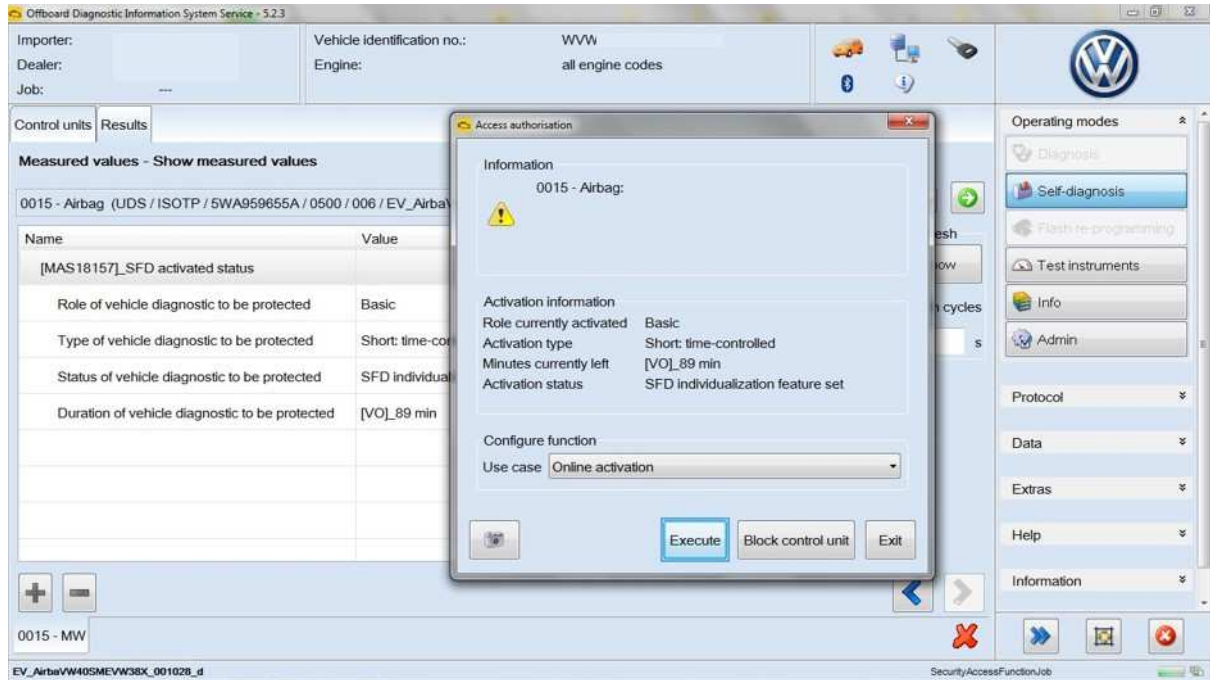 Offboard Diagnostic Information System Service - 5.2.3
Importer:
Dealer:
Job: ---
Vehicle identification no.: WVW
Engine: all engine codes
Control units Results
Measured values - Show measured values
0015 - Airbag (UDS / ISOTP / 5WA959655A / 0500 / 006 / EV_Airba
Name Value
[MAS18157]_SFD activated status
Role of vehicle diagnostic to be protected Basic
Type of vehicle diagnostic to be protected Short: time-co
Status of vehicle diagnostic to be protected SFD individual
Duration of vehicle diagnostic to be protected [VO]_89 min
0015 - MW
EV_AirbaVW40SMEVW38X_001028_d
Access authorisation
Information
0015 - Airbag:
Activation information
Role currently activated Basic
Activation type Short: time-controlled
Minutes currently left [VO]_89 min
Activation status SFD individualization feature set
Configure function
Use case Online activation
Execute Block control unit Exit
esh
ow
n cycles
s
Operating modes
Diagnosis
Self-diagnosis
Flash re-programming
Test instruments
Info
Admin
Protocol
Data
Extras
Help
Information
SecurityAccessFunctionJob